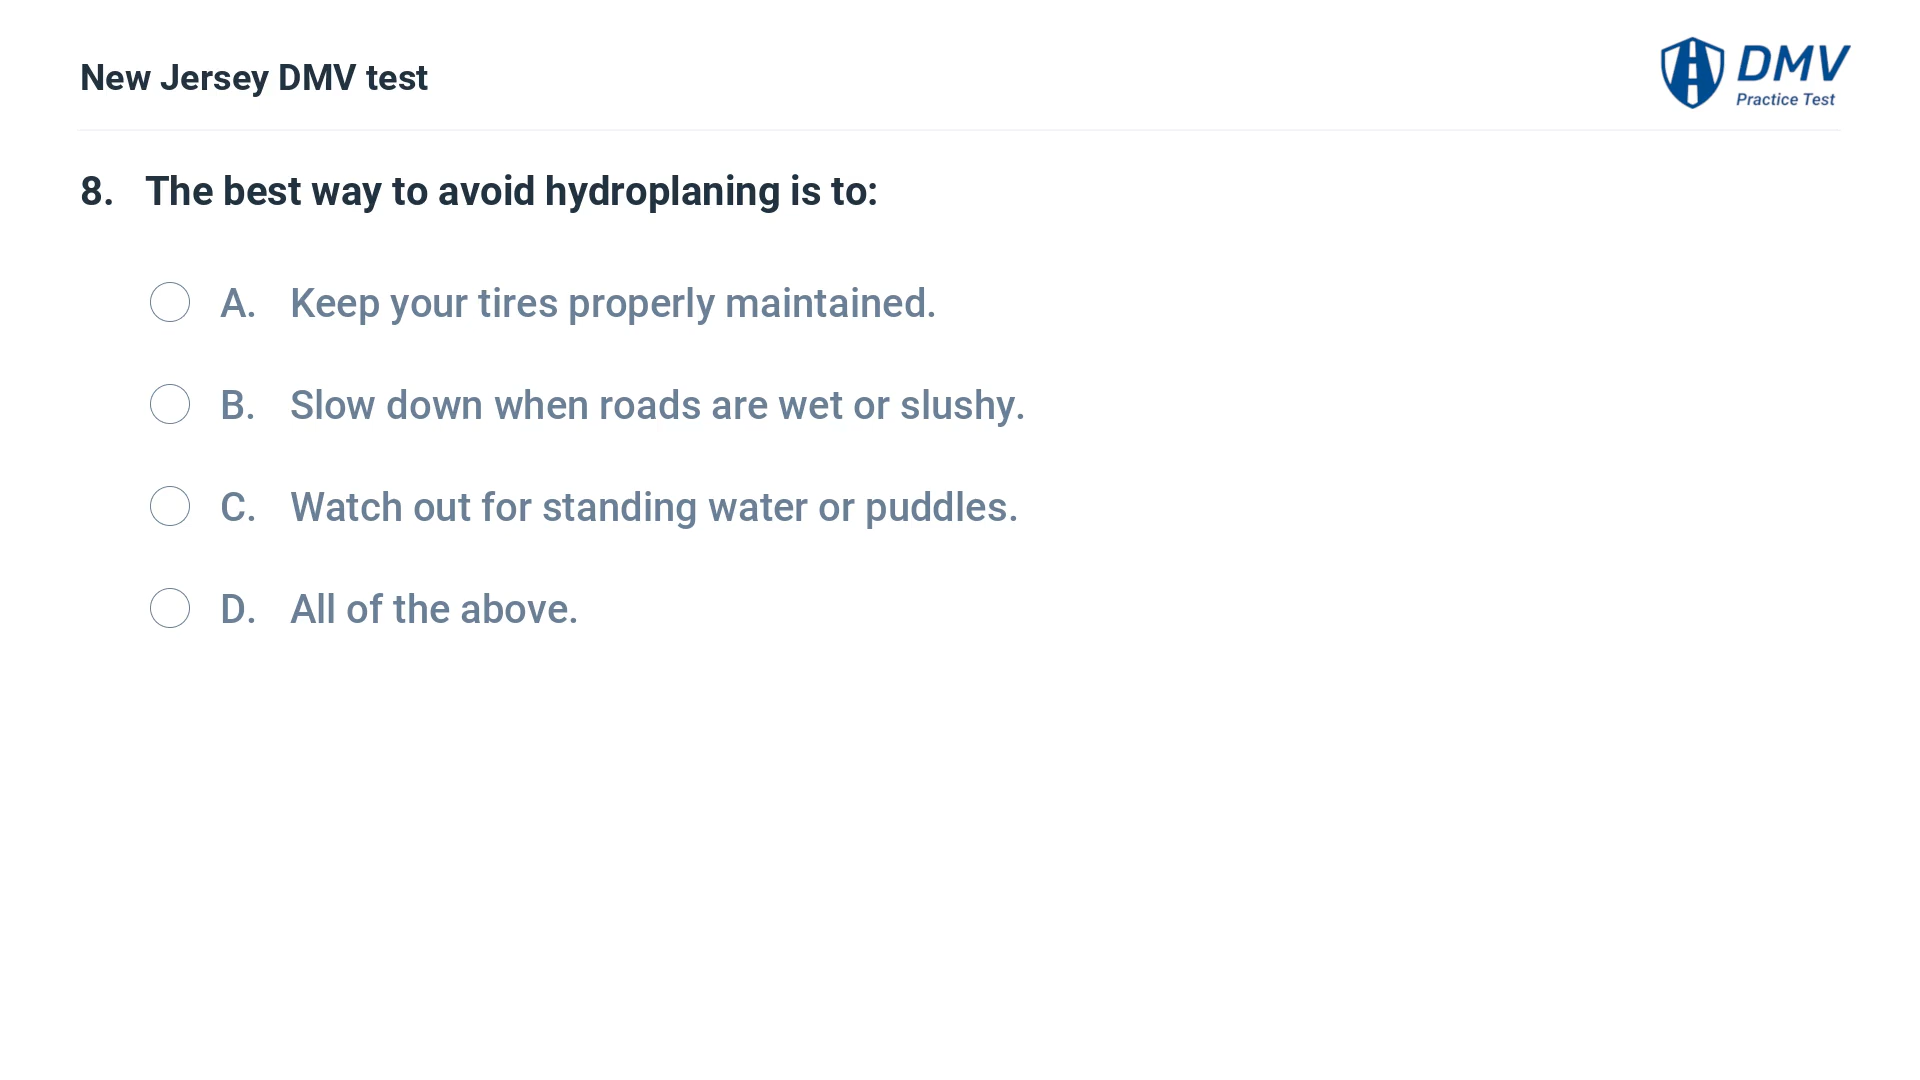 New Jersey DMV test
DMV
Practice Test
8. The best way to avoid hydroplaning is to:
A. Keep your tires properly maintained.
B. Slow down when roads are wet or slushy.
C. Watch out for standing water or puddles.
D. All of the above.